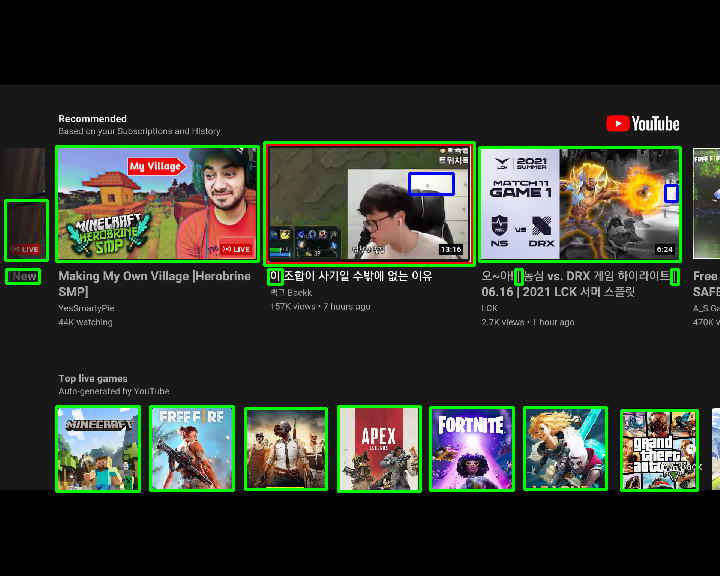 Recommended
Based on your Subscriptions and History
YouTube
My Village
MINECRAFT
HEROBRINE
SMP
LIVE
LIVE
트위치
13:16
LCK
2021
SUMMER
MATCH11
GAME 1
NS
VS
DRX
6:24
New
Making My Own Village [Herobrine
SMP]
YesSmartyPie
44K watching
이 조합이 사기일 수밖에 없는 이유
백크 Baekk
157K views • 7 hours ago
농심 vs. DRX 게임 하이라이트
06.16 | 2021 LCK 서머 스플릿
LCK
2.7K views • 1 hour ago
Free
SAFE
A_S Ga
470K v
Top live games
Auto-generated by YouTube
MINECRAFT
FREE FIRE
APEX
LEGENDS
FORTNITE
grand
theft
auto